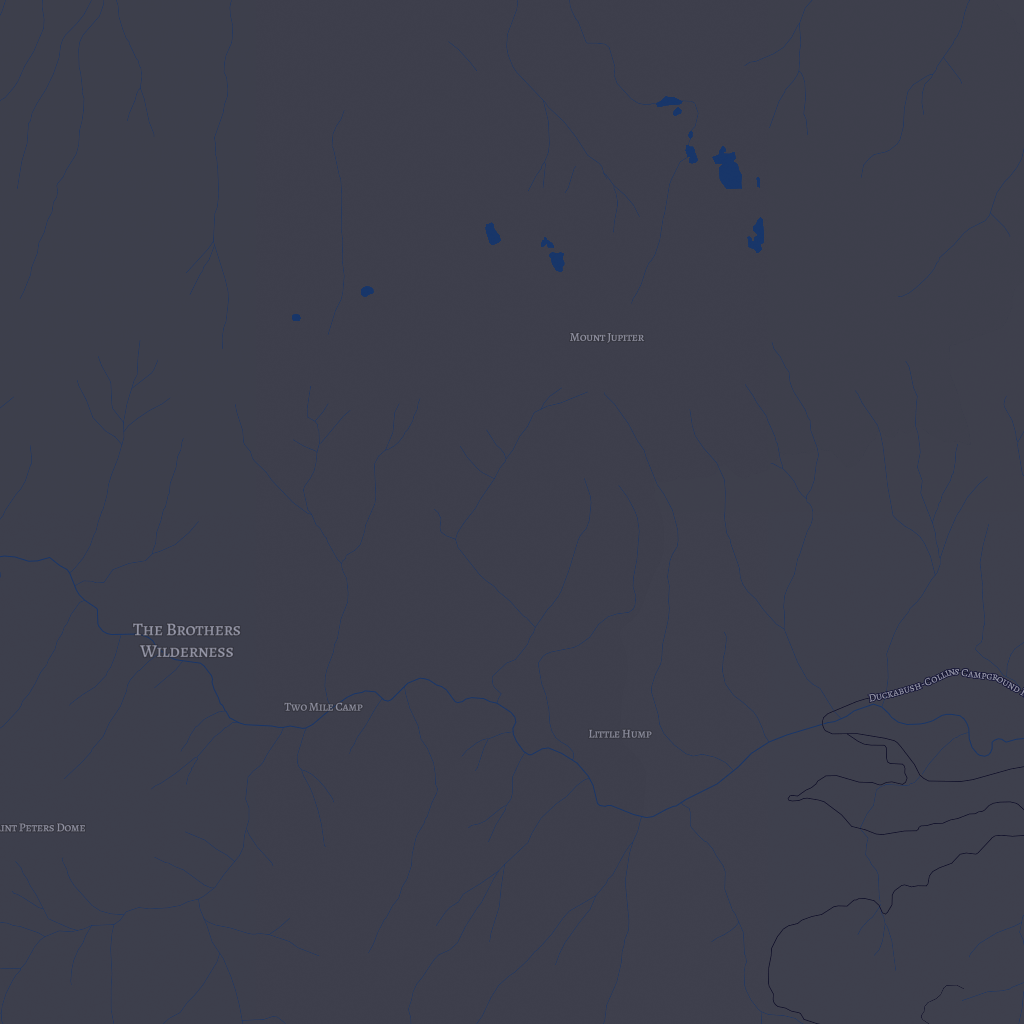 Mount Jupiter
The Brothers
Wilderness
Duckabush-Collins Campground
Two Mile Camp
Little Hump
int Peters Dome